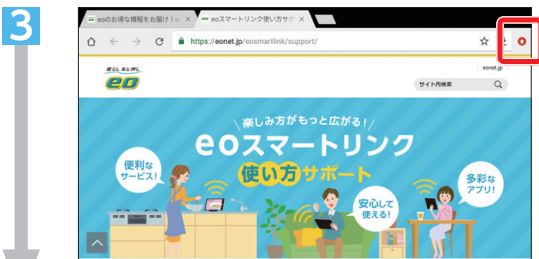 3
eoのお得な情報をお届け！e
eoスマートリンク使い方サポ
https://eonet.jp/eosmartlink/support/
eo
eonet.jp
サイト内検索
楽しみ方がもっと広がる！
eoスマートリンク
使い方サポート
便利な
サービス！
安心して
使える！
多彩な
アプリ！